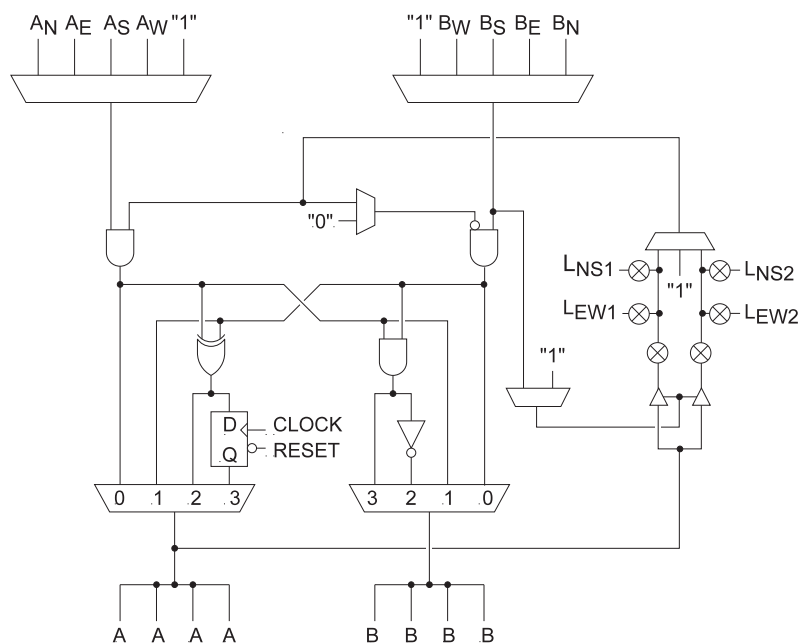 AN AE AS AW "1"
"1" BW BS BE BN
"0"
LNS1
"1"
LNS2
LEW1
LEW2
"1"
D
CLOCK
Q
RESET
0 1 2 3
3 2 1 0
A A A A
B B B B